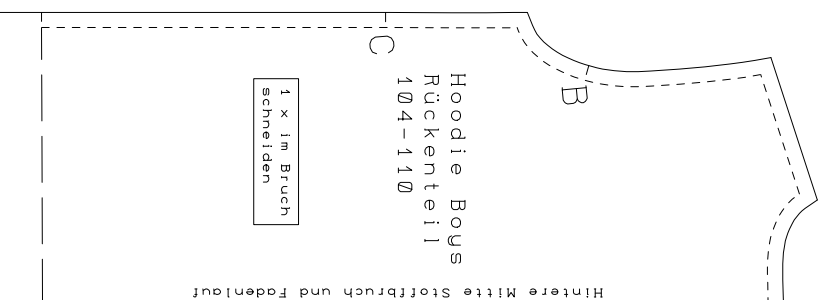 Hoodie Boys
Rückenteil
104-110
1 x im Bruch
schneiden
C
B
Hintere Mitte Stoffbruch und Fadenlauf